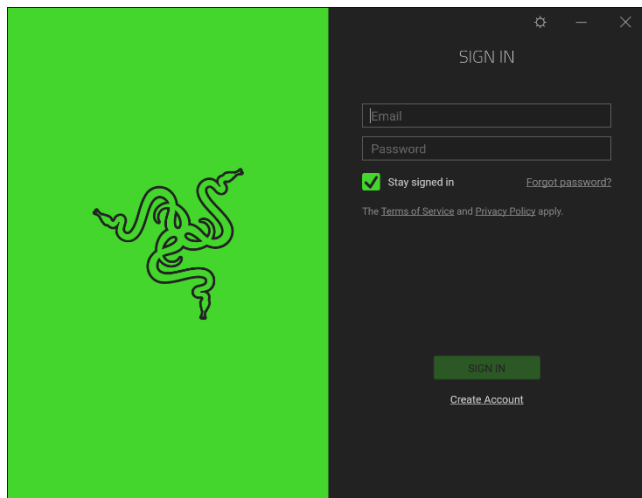 SIGN IN
Email
Password
Stay signed in Forgot password?
The Terms of Service and Privacy Policy apply.
SIGN IN
Create Account